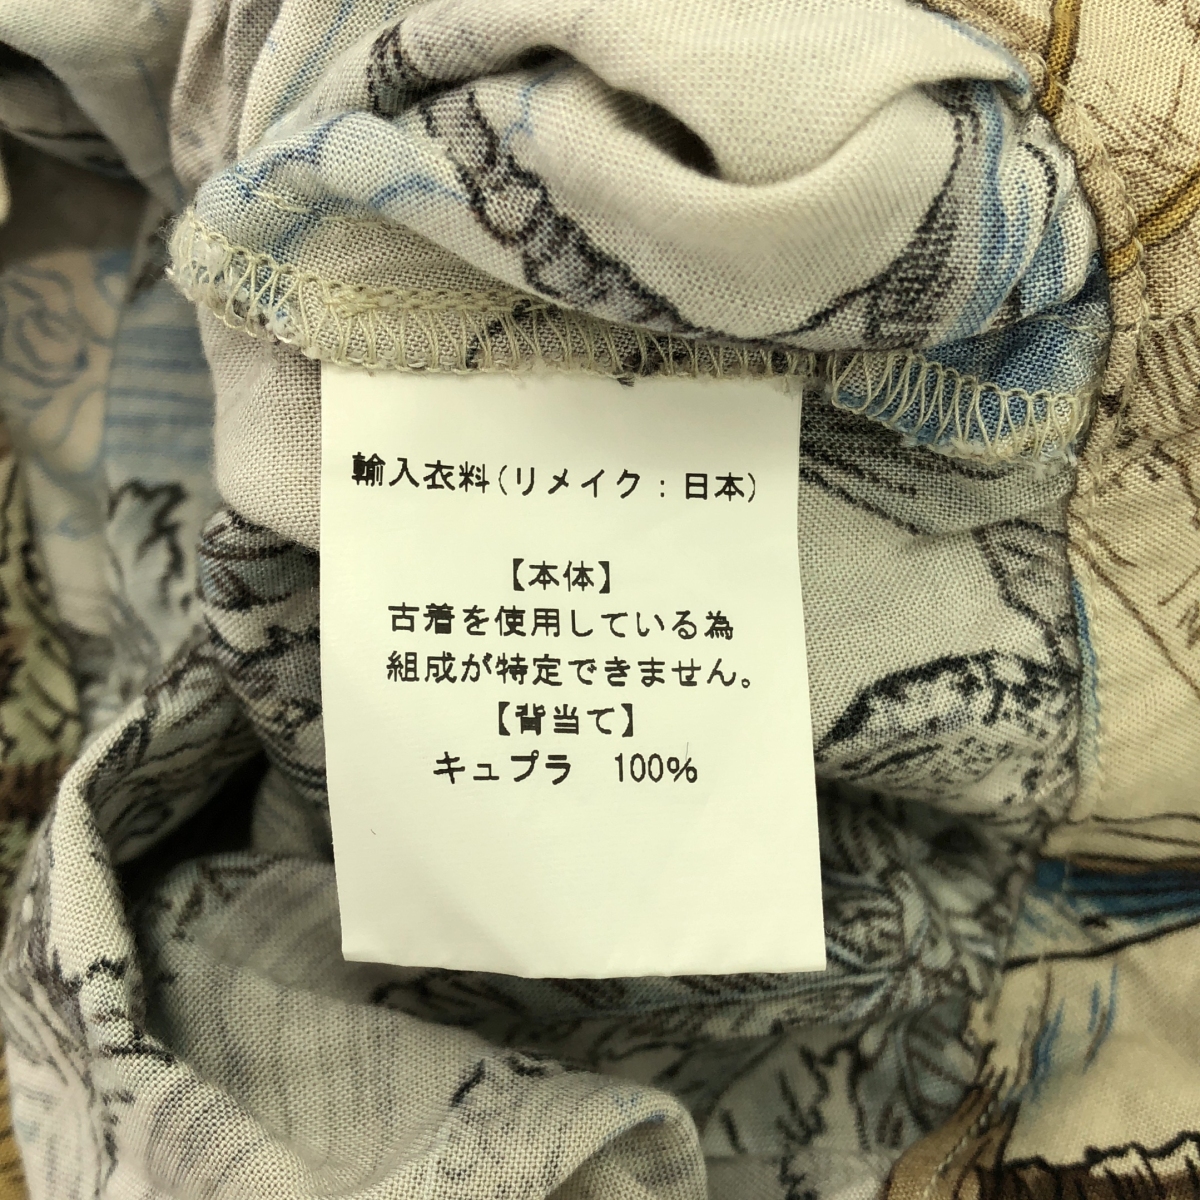 輸入衣料(リメイク:日本)
【本体】
古着を使用している為
組成が特定できません。
【背当て】
キュプラ　100%